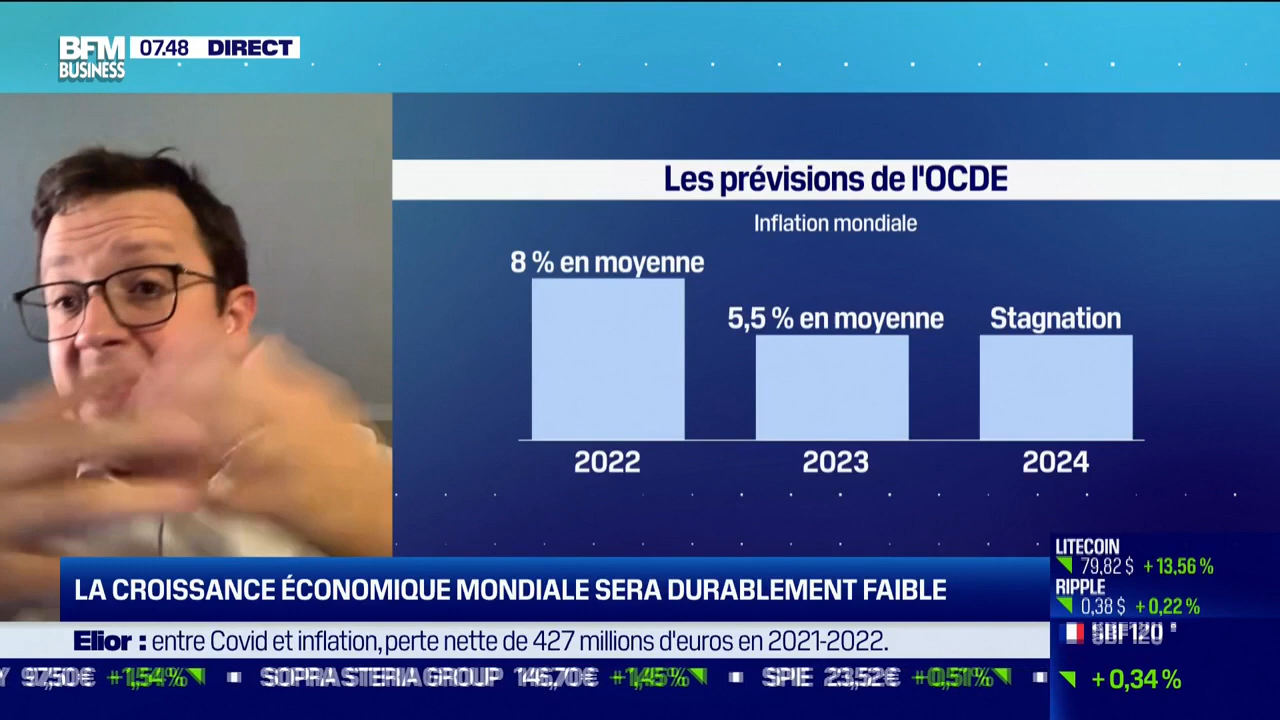 BFM
BUSINESS
07.48 DIRECT
Les prévisions de l'OCDE
Inflation mondiale
8 % en moyenne
5,5 % en moyenne
Stagnation
2022
2023
2024
LA CROISSANCE ÉCONOMIQUE MONDIALE SERA DURABLEMENT FAIBLE
Elior : entre Covid et inflation, perte nette de 427 millions d'euros en 2021-2022.
LITECOIN
79,82 $ + 13,56 %
RIPPLE
0,38 $ + 0,22 %
SBF120
+ 0,34 %
97,50€ +1,54% SOPRA STERIA GROUP 146,70€ +1,45% SPIE 23,52€ +0,51%